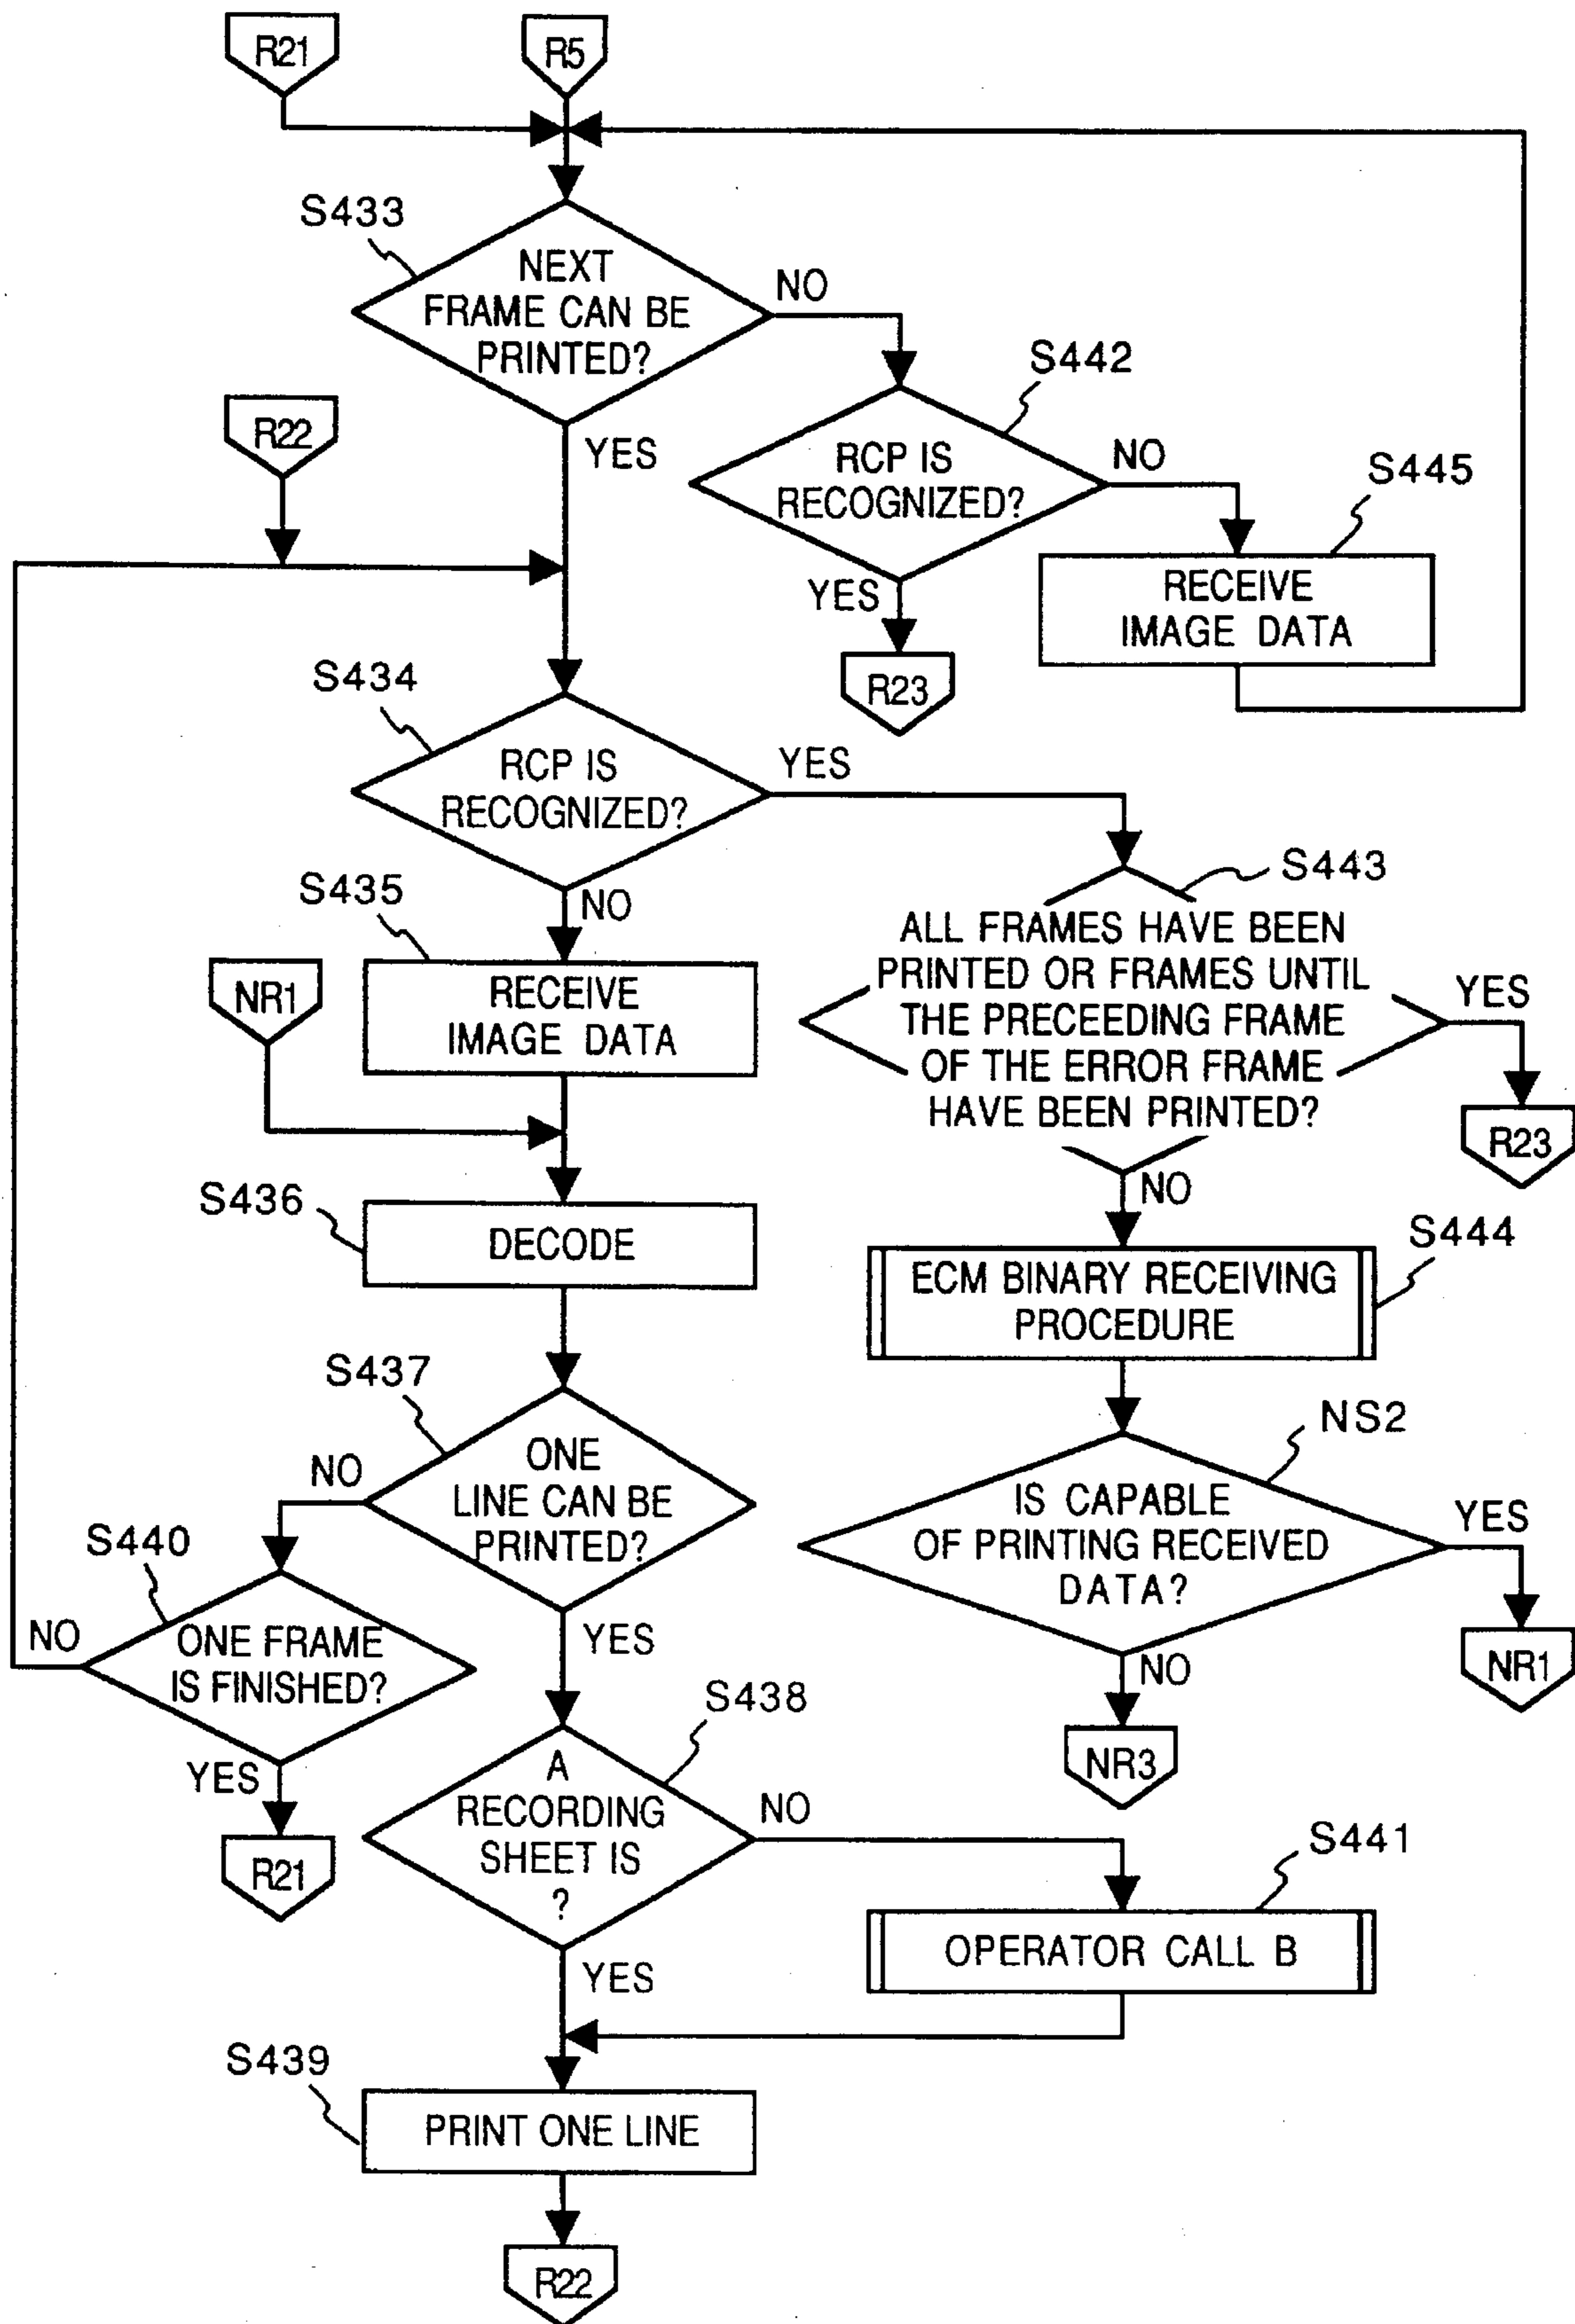 R21
R5
S433
NEXT
FRAME CAN BE
PRINTED?
NO
YES
S442
RCP IS
RECOGNIZED?
NO
YES
R23
S445
RECEIVE
IMAGE DATA
R22
S434
RCP IS
RECOGNIZED?
YES
NO
S443
ALL FRAMES HAVE BEEN
PRINTED OR FRAMES UNTIL
THE PRECEEDING FRAME
OF THE ERROR FRAME
HAVE BEEN PRINTED?
YES
R23
NO
S435
RECEIVE
IMAGE DATA
NR1
S436
DECODE
S444
ECM BINARY RECEIVING
PROCEDURE
S437
ONE
LINE CAN BE
PRINTED?
NO
YES
NS2
IS CAPABLE
OF PRINTING RECEIVED
DATA?
YES
NR1
NO
NR3
S440
ONE FRAME
IS FINISHED?
NO
YES
R21
S438
A
RECORDING
SHEET IS
?
NO
YES
S441
OPERATOR CALL B
S439
PRINT ONE LINE
R22